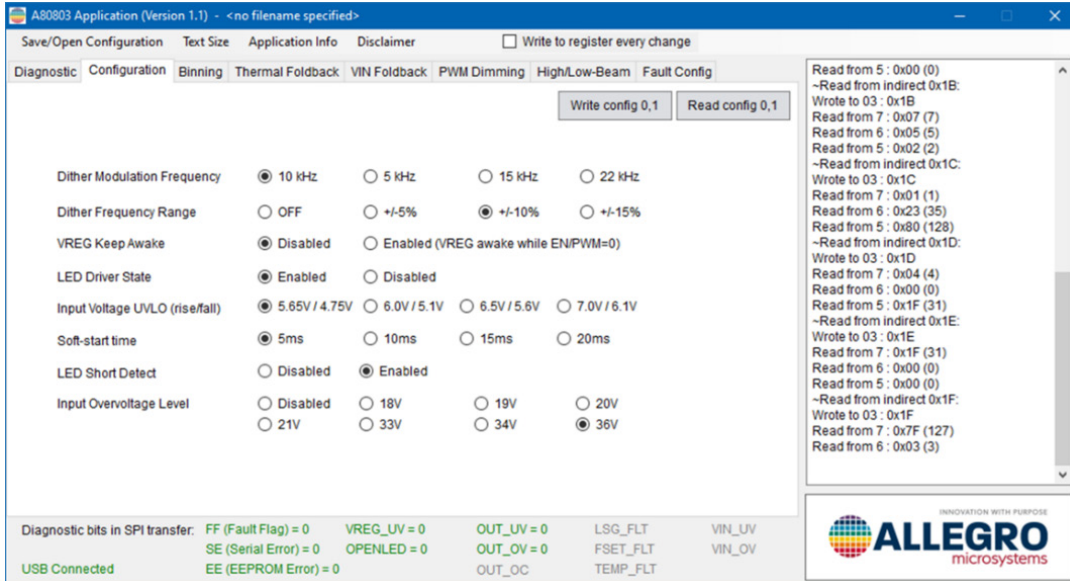 A80803 Application (Version 1.1) - <no filename specified>
Save/Open Configuration Text Size Application Info Disclaimer Write to register every change
Diagnostic Configuration Binning Thermal Foldback VIN Foldback PWM Dimming High/Low-Beam Fault Config
Write config 0,1 Read config 0,1
Dither Modulation Frequency 10 kHz 5 kHz 15 kHz 22 kHz
Dither Frequency Range OFF +/-5% +/-10% +/-15%
VREG Keep Awake Disabled Enabled (VREG awake while EN/PWM=0)
LED Driver State Enabled Disabled
Input Voltage UVLO (rise/fall) 5.65V / 4.75V 6.0V / 5.1V 6.5V / 5.6V 7.0V / 6.1V
Soft-start time 5ms 10ms 15ms 20ms
LED Short Detect Disabled Enabled
Input Overvoltage Level Disabled 18V 19V 20V
21V 33V 34V 36V
Read from 5 : 0x00 (0)
~Read from indirect 0x1B:
Wrote to 03 : 0x1B
Read from 7 : 0x07 (7)
Read from 6 : 0x05 (5)
Read from 5 : 0x02 (2)
~Read from indirect 0x1C:
Wrote to 03 : 0x1C
Read from 7 : 0x01 (1)
Read from 6 : 0x23 (35)
Read from 5 : 0x80 (128)
~Read from indirect 0x1D:
Wrote to 03 : 0x1D
Read from 7 : 0x04 (4)
Read from 6 : 0x00 (0)
Read from 5 : 0x1F (31)
~Read from indirect 0x1E:
Wrote to 03 : 0x1E
Read from 7 : 0x1F (31)
Read from 6 : 0x00 (0)
Read from 5 : 0x00 (0)
~Read from indirect 0x1F:
Wrote to 03 : 0x1F
Read from 7 : 0x7F (127)
Read from 6 : 0x03 (3)
Diagnostic bits in SPI transfer: FF (Fault Flag) = 0 VREG_UV = 0 OUT_UV = 0 LSG_FLT VIN_UV
SE (Serial Error) = 0 OPENLED = 0 OUT_OV = 0 FSET_FLT VIN_OV
USB Connected EE (EEPROM Error) = 0 OUT_OC TEMP_FLT
INNOVATION WITH PURPOSE
ALLEGRO
microsystems